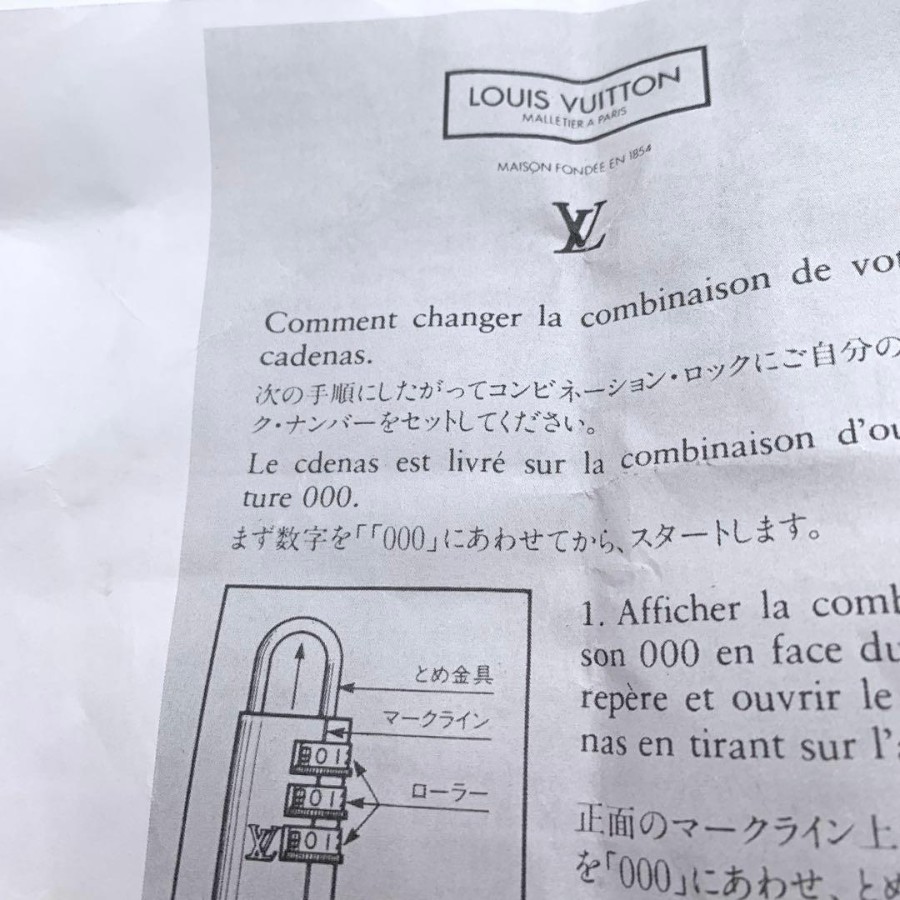 LOUIS VUITTON
MALLETIER A PARIS
MAISON FONDEE EN 1854
LV
Comment changer la combinaison de vot
cadenas.
次の手順にしたがってコンビネーション・ロックにご自分の
ク・ナンバーをセットしてください。
Le cdenas est livré sur la combinaison d'ou
ture 000.
まず数字を「「000」にあわせてから、スタートします。
とめ金具
マークライン
ローラー
01
01
LV 01
1. Afficher la comb
son 000 en face du
repère et ouvrir le
nas en tirant sur l'a
正面のマークライン上
を「000」にあわせ、とめ